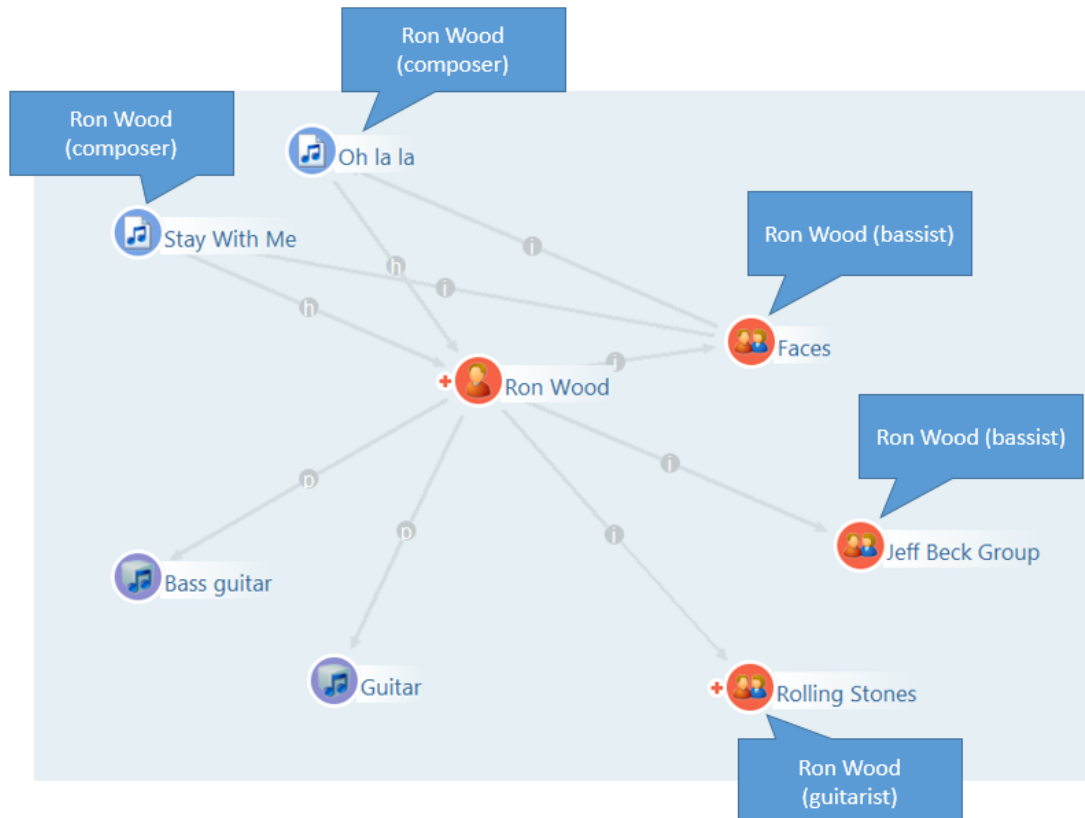 Ron Wood
(composer)
Ron Wood
(composer)
Oh la la
Stay With Me
Ron Wood (bassist)
i
h
i
h
Faces
i
Ron Wood
Ron Wood (bassist)
i
p
p
i
Jeff Beck Group
Bass guitar
Guitar
Rolling Stones
Ron Wood
(guitarist)